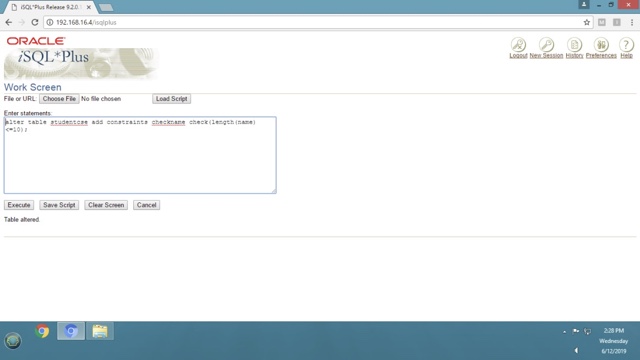 iSQL*Plus Release 9.2.0.
192.168.16.4/isqlplus
ORACLE
iSQL*Plus
Logout New Session History Preferences Help
Work Screen
File or URL: Choose File No file chosen Load Script
Enter statements:
alter table studentcse add constraints checkname check(length(name)
<=10);
Execute Save Script Clear Screen Cancel
Table altered.
2:28 PM
Wednesday
6/12/2019